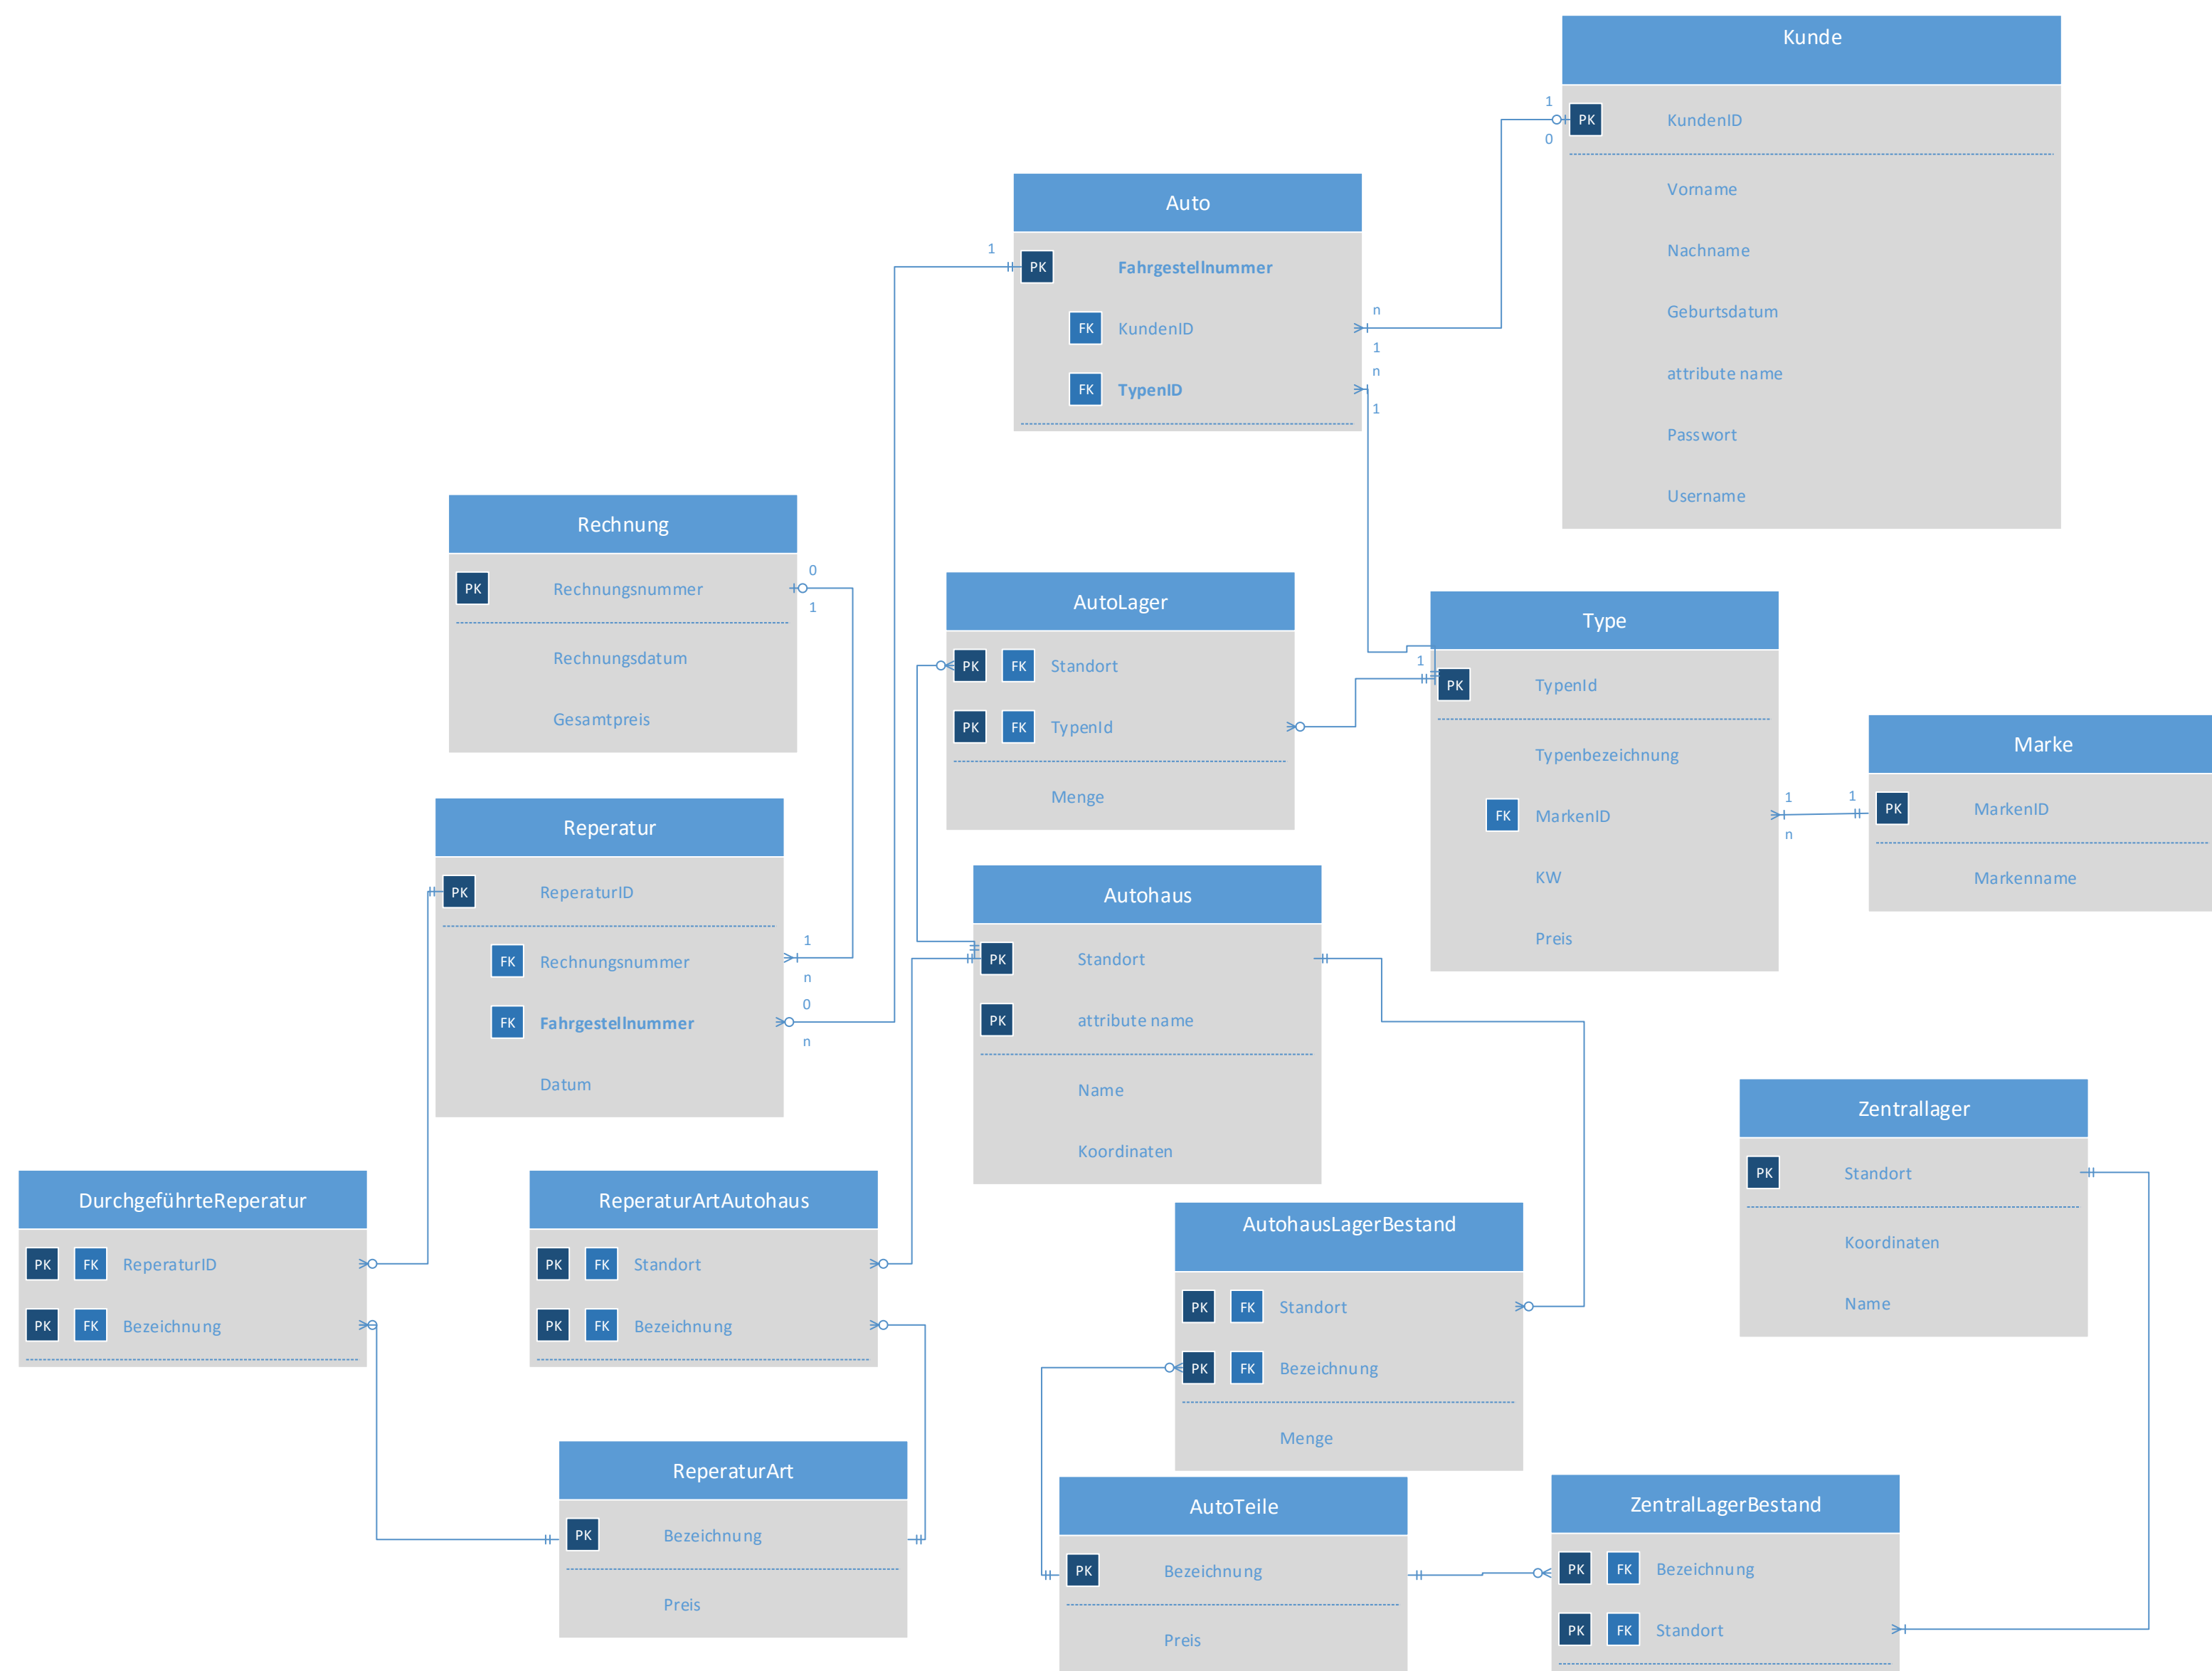 Kunde
PK KundenID
Vorname
Nachname
Geburtsdatum
attribute name
Passwort
Username
1
0
Auto
PK Fahrgestellnummer
FK KundenID
FK TypenID
1
n
1
n
1
Rechnung
PK Rechnungsnummer
Rechnungsdatum
Gesamtpreis
0
1
AutoLager
PK FK Standort
PK FK TypenId
Menge
Type
PK TypenId
Typenbezeichnung
FK MarkenID
KW
Preis
1
1
n
1
Marke
PK MarkenID
Markenname
Reperatur
PK ReperaturID
FK Rechnungsnummer
FK Fahrgestellnummer
Datum
1
n
0
n
Autohaus
PK Standort
PK attribute name
Name
Koordinaten
Zentrallager
PK Standort
Koordinaten
Name
DurchgeführteReperatur
PK FK ReperaturID
PK FK Bezeichnung
ReperaturArtAutohaus
PK FK Standort
PK FK Bezeichnung
AutohausLagerBestand
PK FK Standort
PK FK Bezeichnung
Menge
ReperaturArt
PK Bezeichnung
Preis
AutoTeile
PK Bezeichnung
Preis
ZentralLagerBestand
PK FK Bezeichnung
PK FK Standort